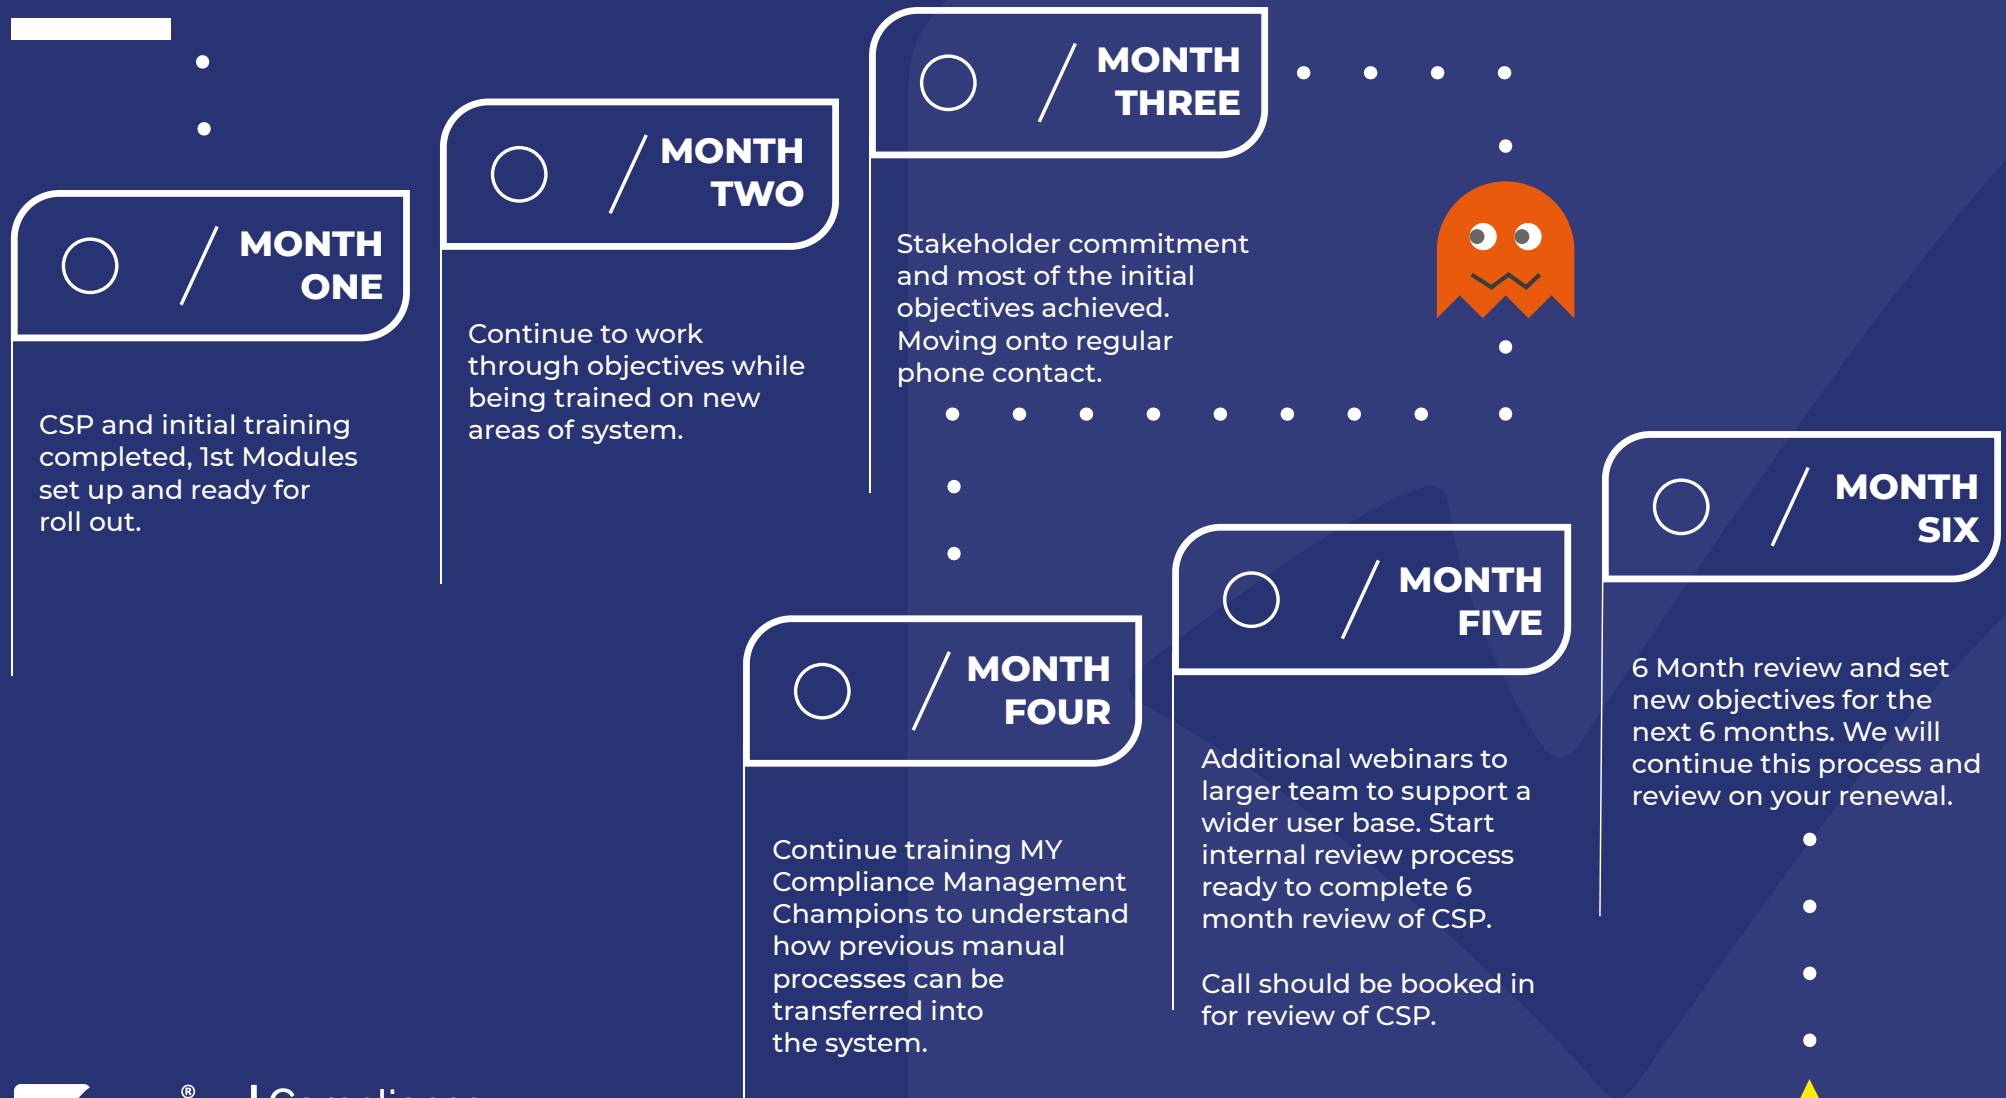 MONTH
ONE
CSP and initial training
completed, 1st Modules
set up and ready for
roll out.
MONTH
TWO
Continue to work
through objectives while
being trained on new
areas of system.
MONTH
THREE
Stakeholder commitment
and most of the initial
objectives achieved.
Moving onto regular
phone contact.
MONTH
FOUR
Continue training MY
Compliance Management
Champions to understand
how previous manual
processes can be
transferred into
the system.
MONTH
FIVE
Additional webinars to
larger team to support a
wider user base. Start
internal review process
ready to complete 6
month review of CSP.
Call should be booked in
for review of CSP.
MONTH
SIX
6 Month review and set
new objectives for the
next 6 months. We will
continue this process and
review on your renewal.
®